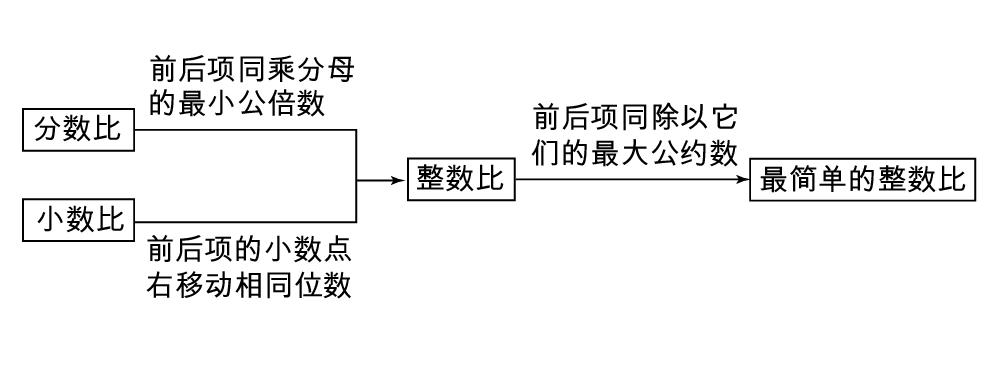 前后项同乘分母
的最小公倍数
分数比
小数比
前后项的小数点
右移动相同位数
整数比
前后项同除以它
们的最大公约数
最简单的整数比